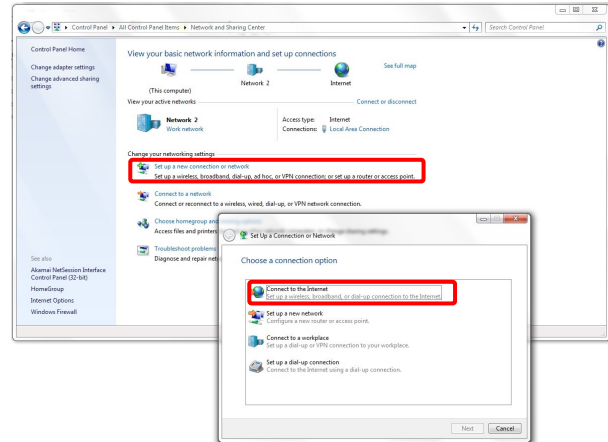 Control Panel ▸ All Control Panel Items ▸ Network and Sharing Center
Search Control Panel
Control Panel Home
Change adapter settings
Change advanced sharing
settings
View your basic network information and set up connections
See full map
(This computer)
Network 2
Internet
View your active networks
Connect or disconnect
Network 2
Work network
Access type: Internet
Connections: Local Area Connection
Change your networking settings
Set up a new connection or network
Set up a wireless, broadband, dial-up, ad hoc, or VPN connection; or set up a router or access point.
Connect to a network
Connect or reconnect to a wireless, wired, dial-up, or VPN network connection.
Choose homegroup and
Access files and printers
Troubleshoot problems
Diagnose and repair net
See also
Akamai NetSession Interface
Control Panel (32-bit)
HomeGroup
Internet Options
Windows Firewall
Set Up a Connection or Network
Choose a connection option
Connect to the Internet
Set up a wireless, broadband, or dial-up connection to the Internet.
Set up a new network
Configure a new router or access point.
Connect to a workplace
Set up a dial-up or VPN connection to your workplace.
Set up a dial-up connection
Connect to the Internet using a dial-up connection.
Next
Cancel